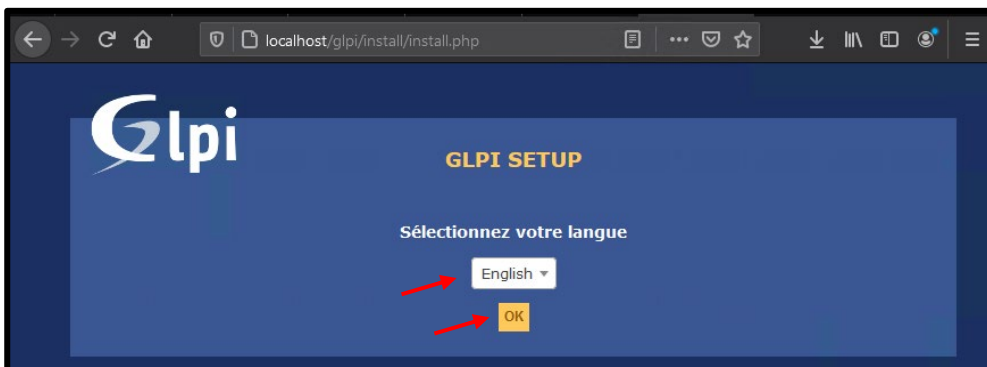 localhost/glpi/install/install.php
Glpi
GLPI SETUP
Sélectionnez votre langue
English
OK